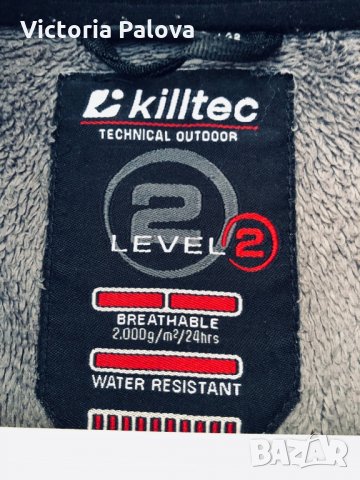 Victoria Palova
killtec
TECHNICAL OUTDOOR
2
LEVEL 2
BREATHABLE
2.000g/m²/24hrs
WATER RESISTANT
BAZAR